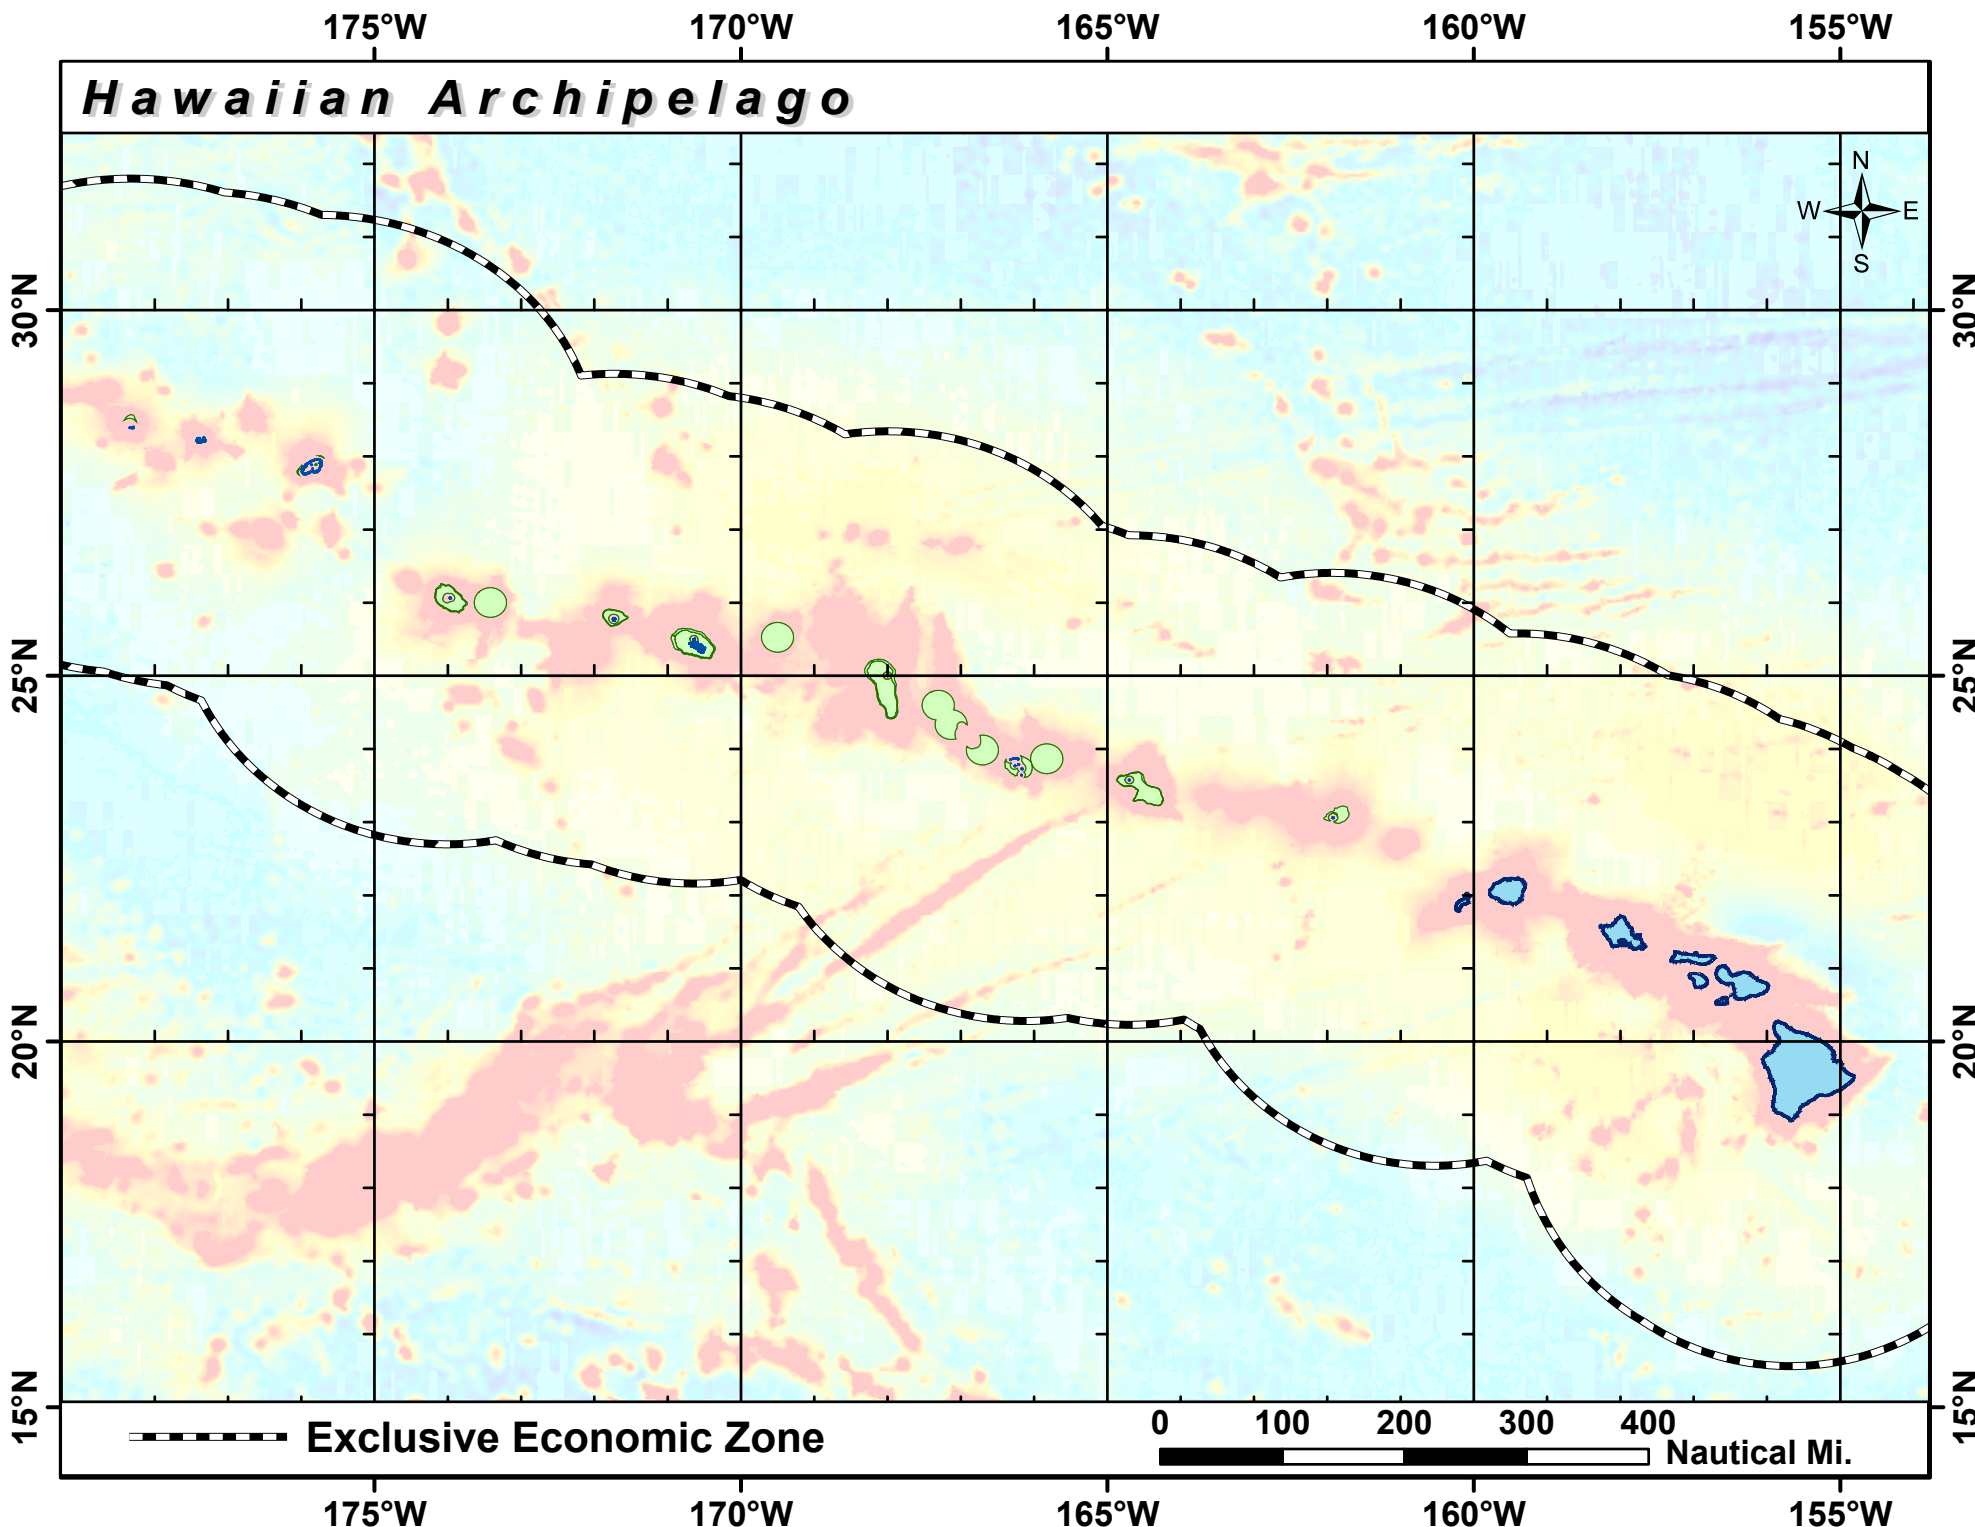 175°W 170°W 165°W 160°W 155°W
Hawaiian Archipelago
N
W E
S
30°N 30°N
25°N 25°N
20°N 20°N
15°N 15°N
0 100 200 300 400
Exclusive Economic Zone
Nautical Mi.
175°W 170°W 165°W 160°W 155°W